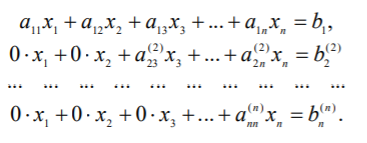 a₁₁x₁ + a₁₂x₂ + a₁₃x₃ + ... + a₁ₙxₙ = b₁,
0·x₁ + 0·x₂ + a₂₃⁽²⁾x₃ + ... + a₂ₙ⁽²⁾xₙ = b₂⁽²⁾
... ... ... ... ... ... ... ... ... ...
0·x₁ + 0·x₂ + 0·x₃ + ... + aₙₙ⁽ⁿ⁾xₙ = bₙ⁽ⁿ⁾.